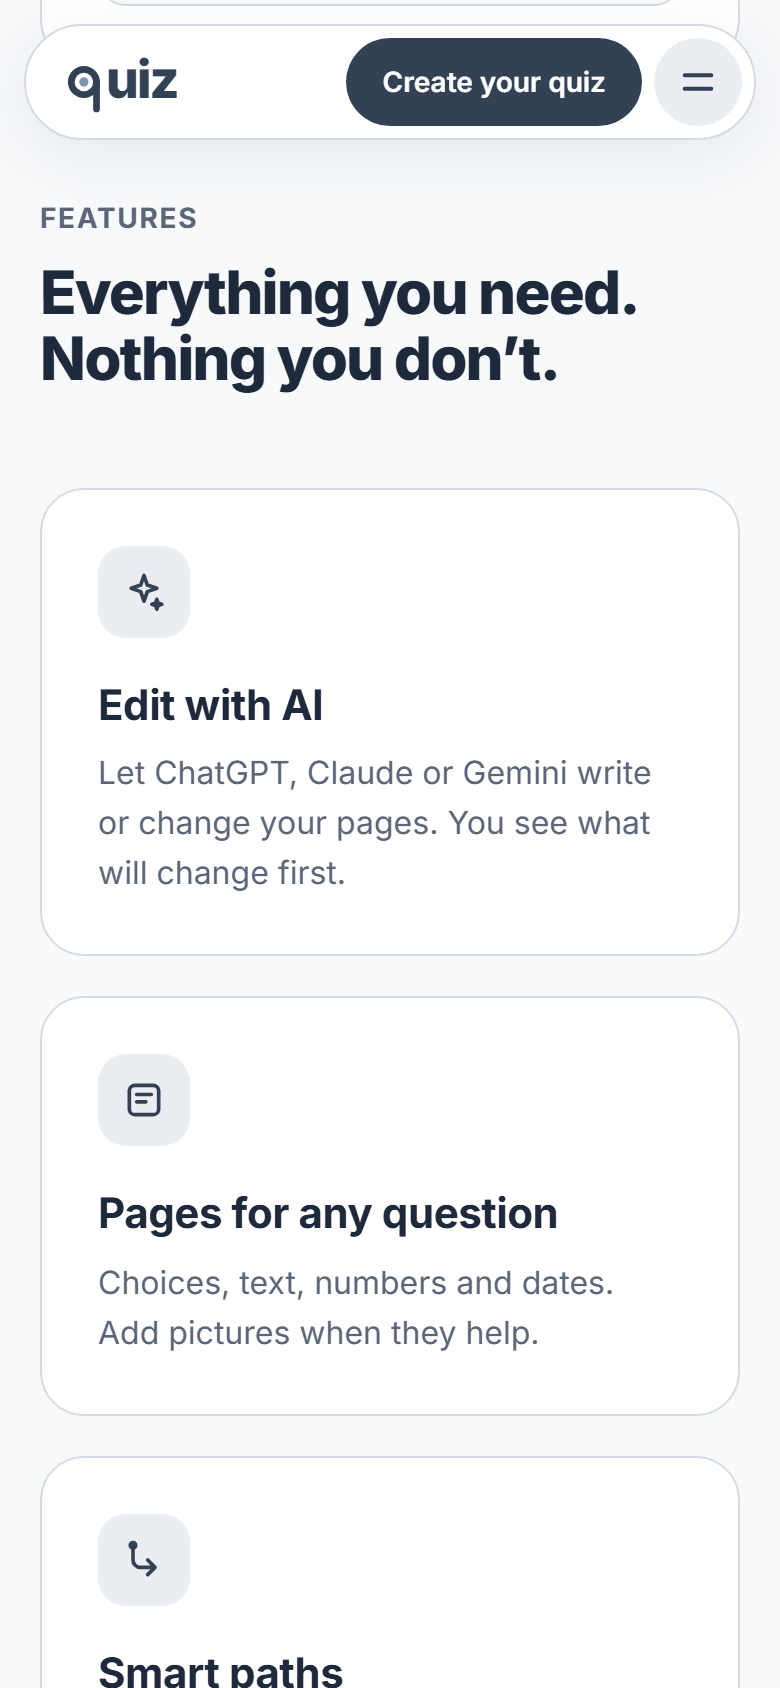 quiz
Create your quiz
FEATURES
Everything you need.
Nothing you don’t.
Edit with AI
Let ChatGPT, Claude or Gemini write
or change your pages. You see what
will change first.
Pages for any question
Choices, text, numbers and dates.
Add pictures when they help.
Smart paths